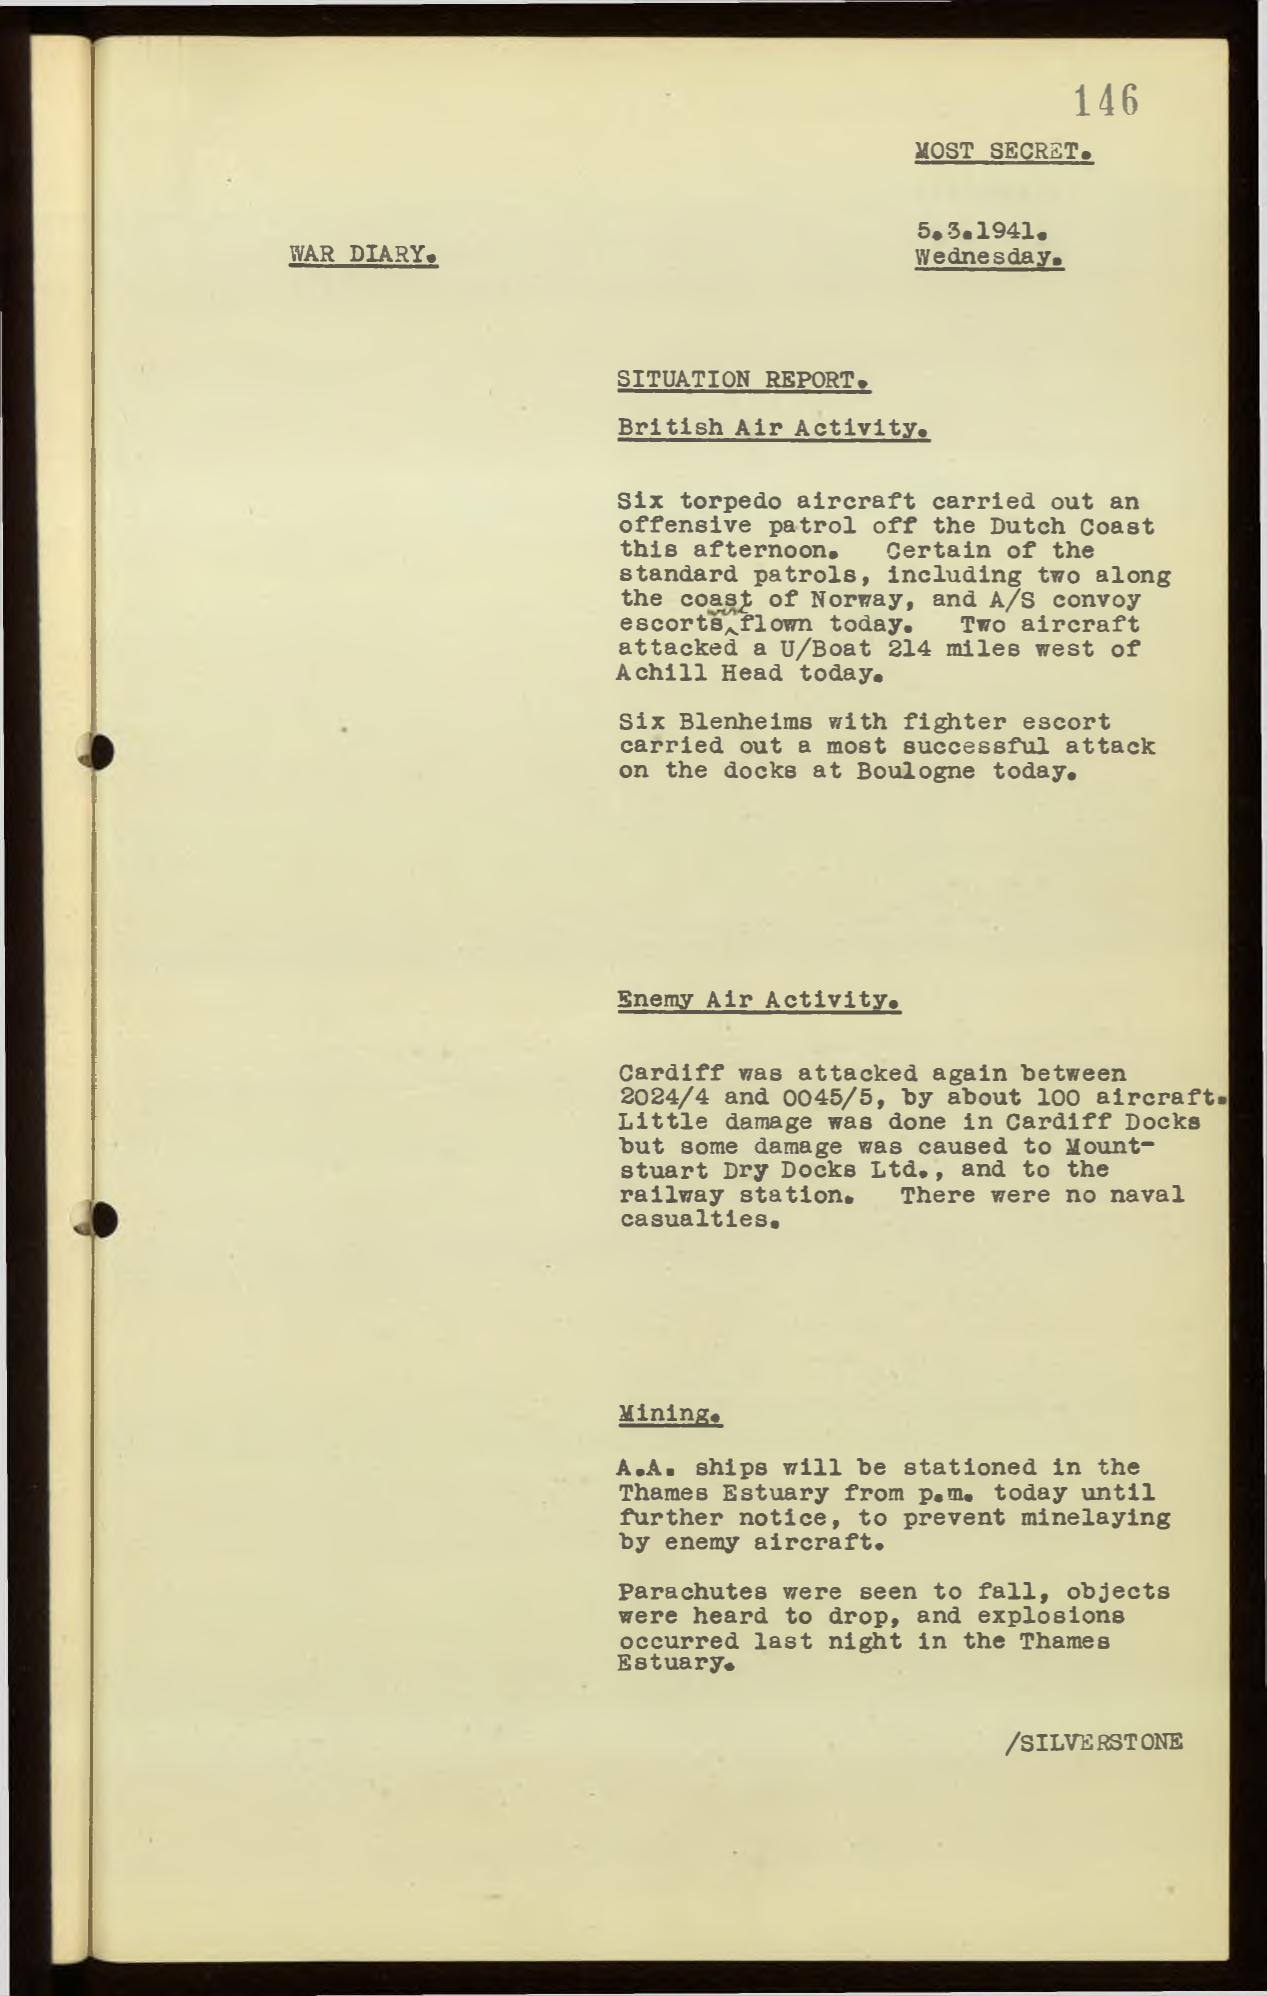 146
MOST SECRET.
5.3.1941.
WAR DIARY.
Wednesday.
SITUATION REPORT.
British Air Activity.
Six torpedo aircraft carried out an
offensive patrol off the Dutch Coast
this afternoon. Certain of the
standard patrols, including two along
the coast of Norway, and A/S convoy
escorts were flown today. Two aircraft
attacked a U/Boat 214 miles west of
Achill Head today.
Six Blenheims with fighter escort
carried out a most successful attack
on the docks at Boulogne today.
Enemy Air Activity.
Cardiff was attacked again between
2024/4 and 0045/5, by about 100 aircraft.
Little damage was done in Cardiff Docks
but some damage was caused to Mount-
stuart Dry Docks Ltd., and to the
railway station. There were no naval
casualties.
Mining.
A.A. ships will be stationed in the
Thames Estuary from p.m. today until
further notice, to prevent minelaying
by enemy aircraft.
Parachutes were seen to fall, objects
were heard to drop, and explosions
occurred last night in the Thames
Estuary.
/SILVERSTONE